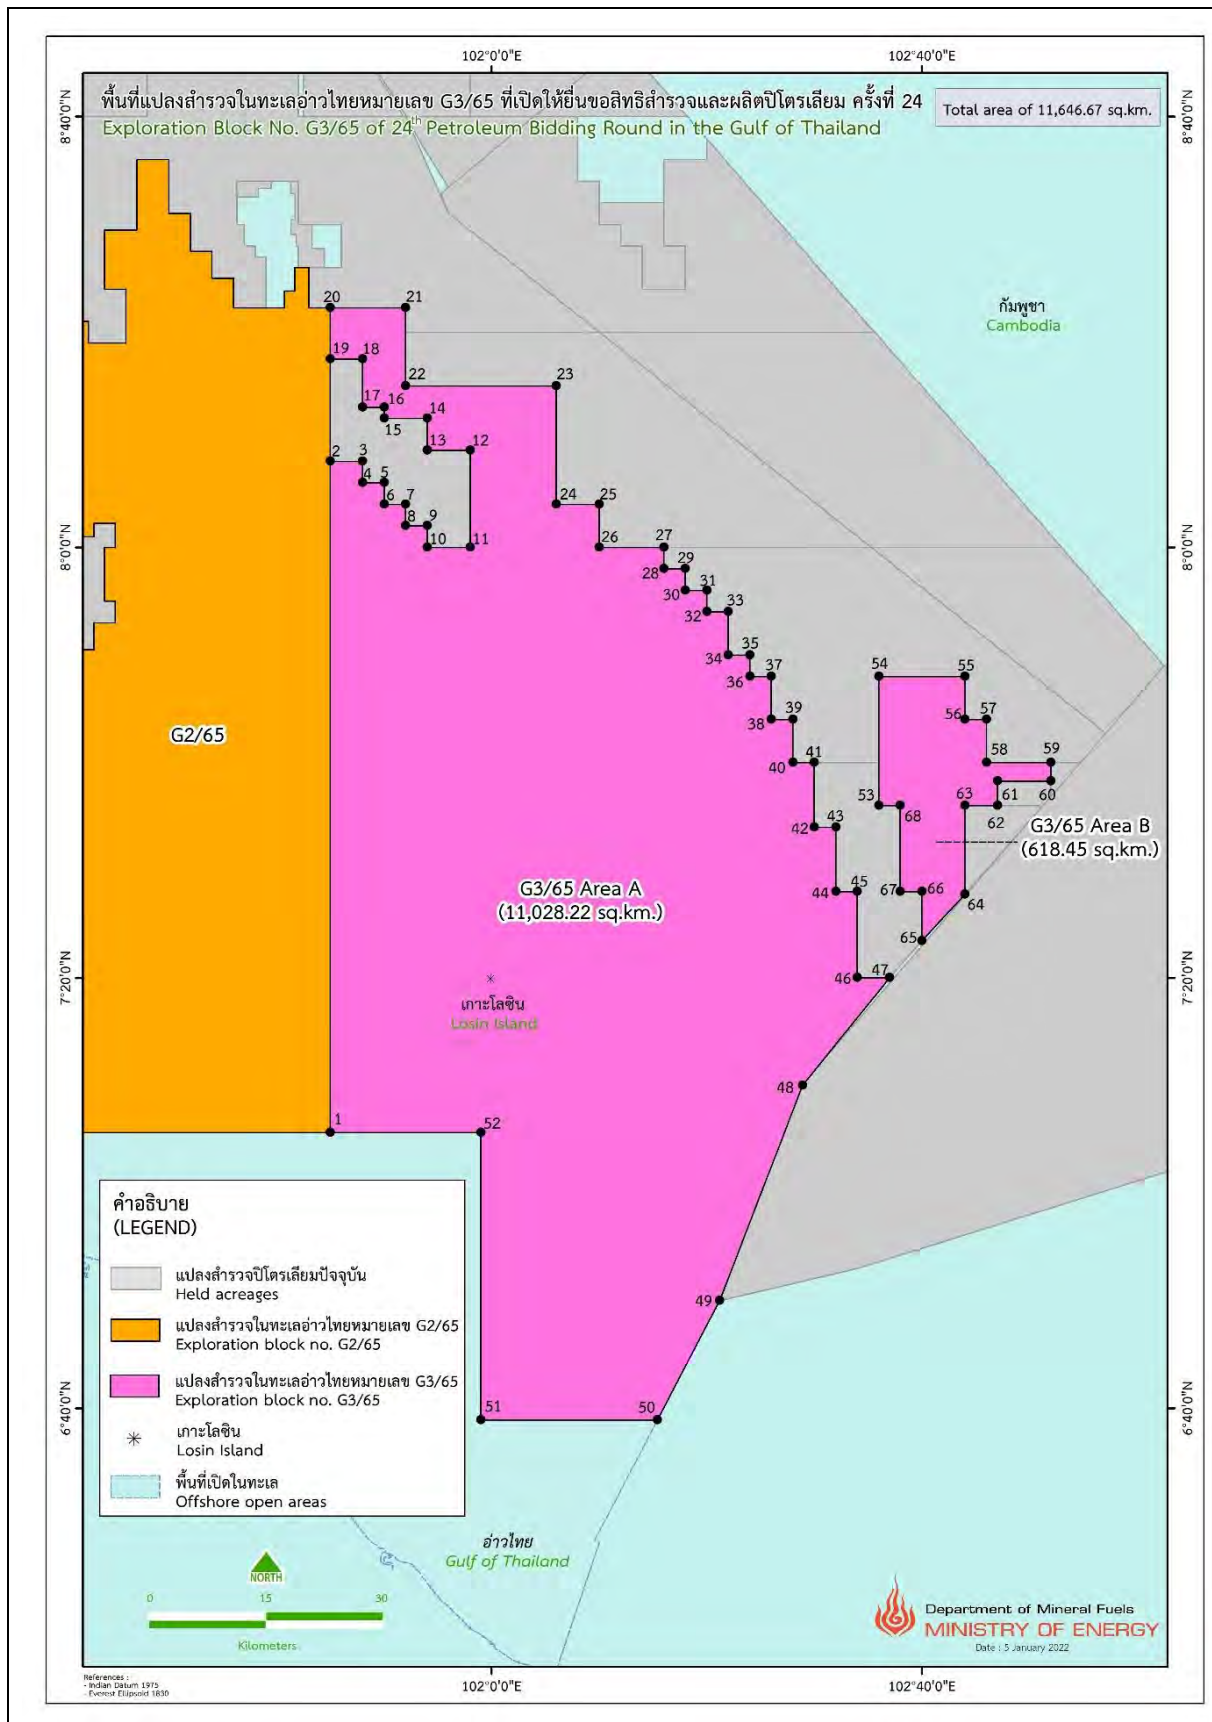 102°0'0"E
102°40'0"E
พื้นที่แปลงสำรวจในทะเลอ่าวไทยหมายเลข G3/65 ที่เปิดให้ยื่นขอสิทธิสำรวจและผลิตปิโตรเลียม ครั้งที่ 24
Exploration Block No. G3/65 of 24th Petroleum Bidding Round in the Gulf of Thailand
Total area of 11,646.67 sq.km.
8°40'0"N
8°40'0"N
กัมพูชา
Cambodia
20
21
19
18
22
23
17
16
14
15
13
12
2
3
4
5
6
7
24
25
8
9
10
11
26
27
8°0'0"N
8°0'0"N
28
29
30
31
32
33
34
35
36
37
54
55
38
39
56
57
G2/65
40
41
58
59
60
53
68
63
61
62
42
43
G3/65 Area B
(618.45 sq.km.)
G3/65 Area A
(11,028.22 sq.km.)
44
45
67
66
64
65
46
47
7°20'0"N
7°20'0"N
เกาะโลซิน
Losin Island
48
1
52
49
51
50
6°40'0"N
6°40'0"N
คำอธิบาย
(LEGEND)
แปลงสำรวจปิโตรเลียมปัจจุบัน
Held acreages
แปลงสำรวจในทะเลอ่าวไทยหมายเลข G2/65
Exploration block no. G2/65
แปลงสำรวจในทะเลอ่าวไทยหมายเลข G3/65
Exploration block no. G3/65
เกาะโลซิน
Losin Island
พื้นที่เปิดในทะเล
Offshore open areas
อ่าวไทย
Gulf of Thailand
NORTH
0
15
30
Kilometers
Department of Mineral Fuels
MINISTRY OF ENERGY
Date : 5 January 2022
References :
- Indian Datum 1975
- Everest Ellipsoid 1830
102°0'0"E
102°40'0"E